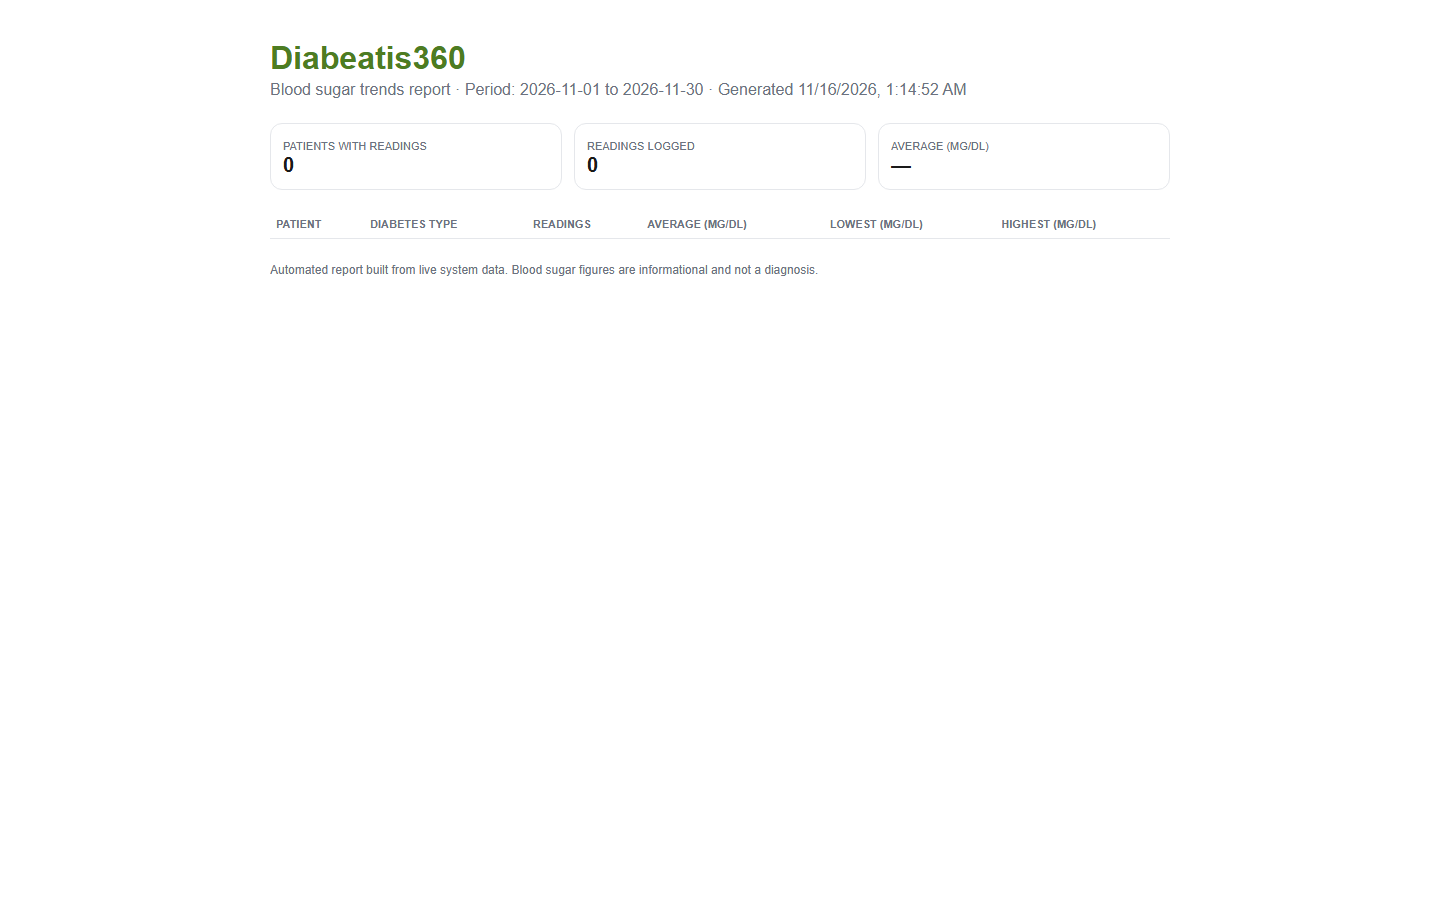 Diabeatis360
Blood sugar trends report · Period: 2026-11-01 to 2026-11-30 · Generated 11/16/2026, 1:14:52 AM
PATIENTS WITH READINGS
0
READINGS LOGGED
0
AVERAGE (MG/DL)
—
PATIENT DIABETES TYPE READINGS AVERAGE (MG/DL) LOWEST (MG/DL) HIGHEST (MG/DL)
Automated report built from live system data. Blood sugar figures are informational and not a diagnosis.